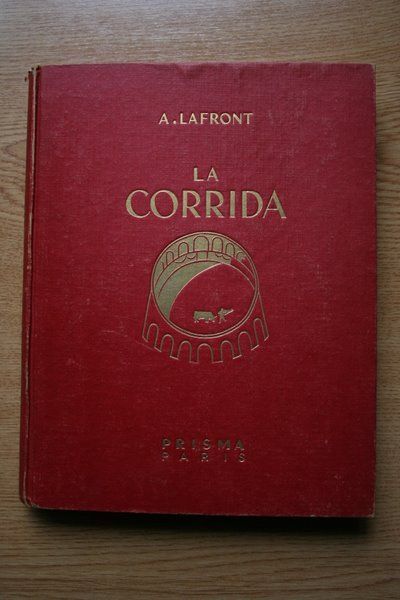 A. LAFRONT
LA
CORRIDA
PRISMA
PARIS